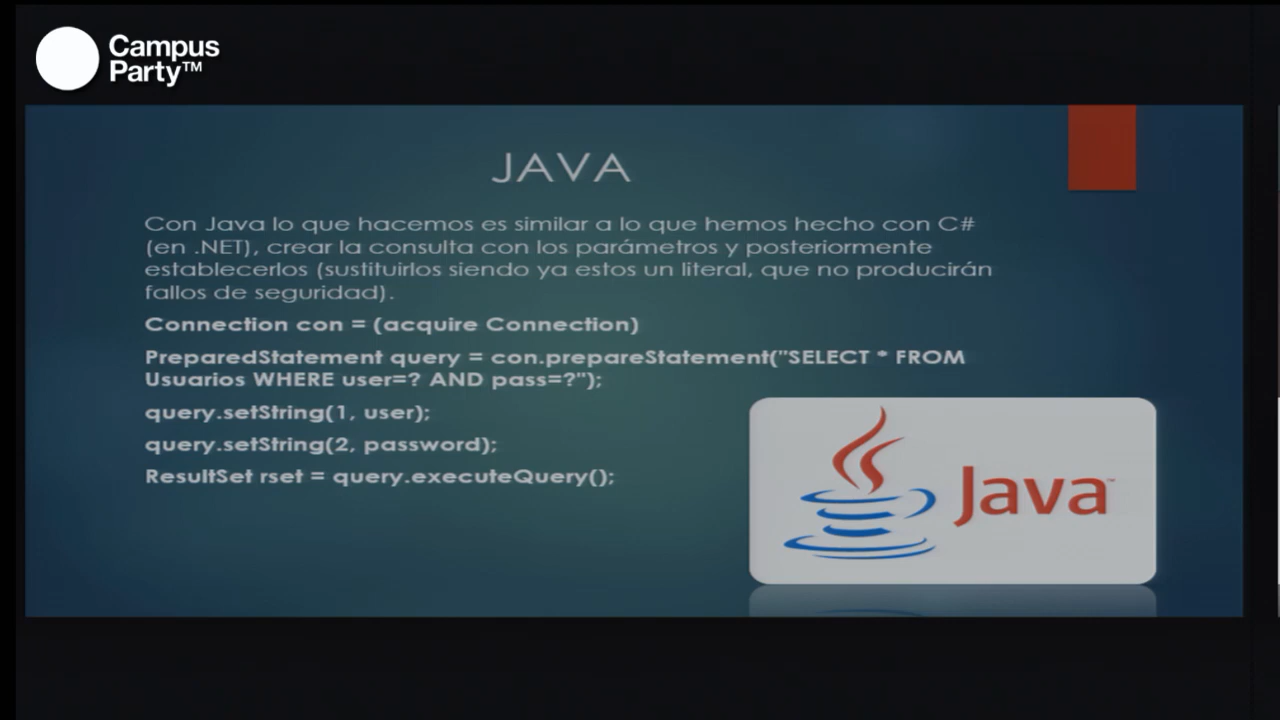 Campus
Party™
JAVA
Con Java lo que hacemos es similar a lo que hemos hecho con C#
(en .NET), crear la consulta con los parámetros y posteriormente
establecerlos (sustituirlos siendo ya estos un literal, que no producirán
fallos de seguridad).
Connection con = (acquire Connection)
PreparedStatement query = con.prepareStatement("SELECT * FROM
Usuarios WHERE user=? AND pass=?");
query.setString(1, user);
query.setString(2, password);
ResultSet rset = query.executeQuery();
Java™